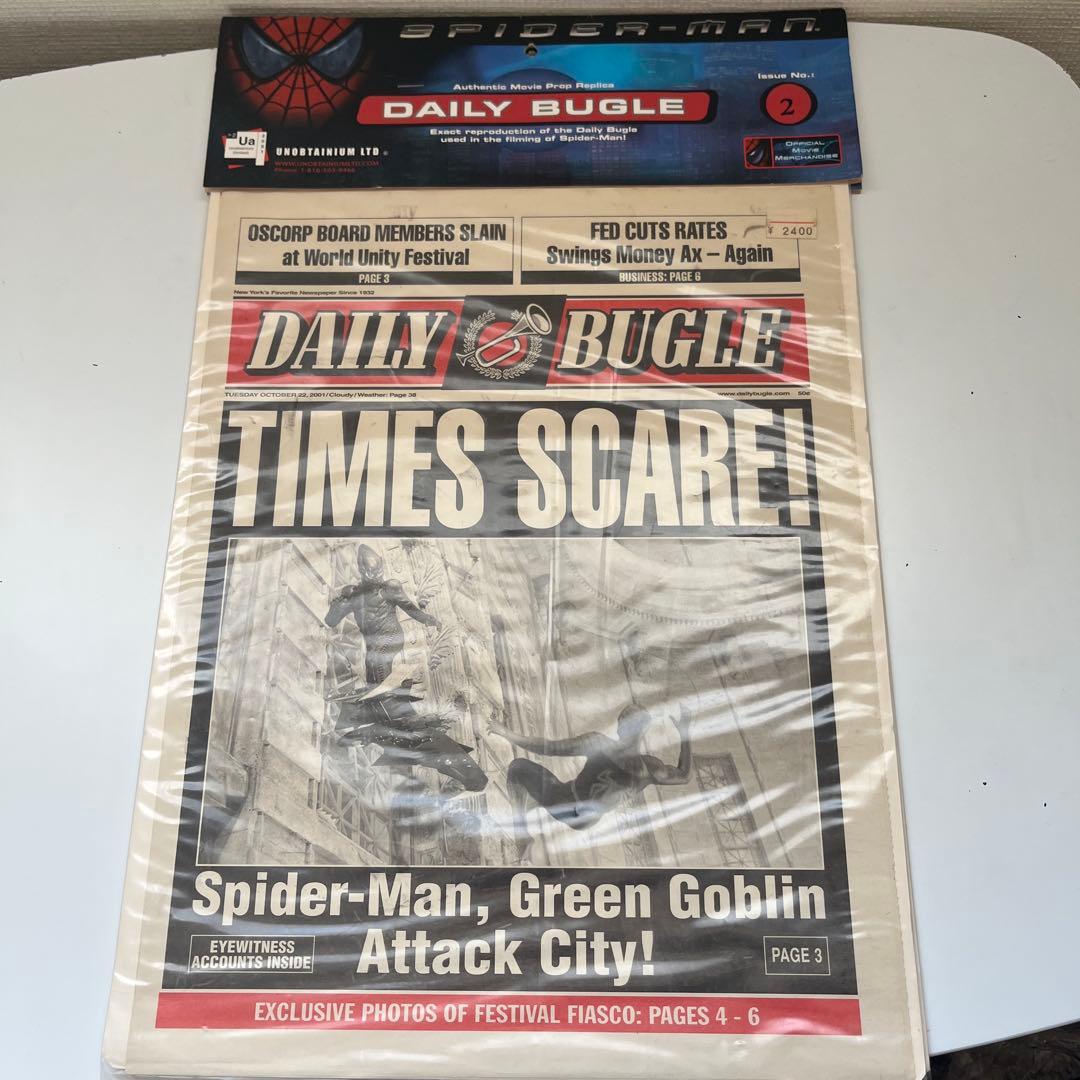 SPIDER-MAN
Authentic Movie Prop Replica
DAILY BUGLE
Exact reproduction of the Daily Bugle
used in the filming of Spider-Man!
Issue No.:
2
OFFICIAL
MOVIE
MERCHANDISE
Ua
UNOBTAINIUM LTD
WWW.UNOBTAINIUMLTD.COM
OSCORP BOARD MEMBERS SLAIN
at World Unity Festival
PAGE 3
FED CUTS RATES
Swings Money Ax – Again
BUSINESS: PAGE 6
¥ 2400
New York's Favorite Newspaper Since 1932
DAILY BUGLE
TUESDAY OCTOBER 22, 2001/Cloudy/Weather: Page 38
www.dailybugle.com 50¢
TIMES SCARE!
Spider-Man, Green Goblin
Attack City!
EYEWITNESS
ACCOUNTS INSIDE
PAGE 3
EXCLUSIVE PHOTOS OF FESTIVAL FIASCO: PAGES 4 - 6